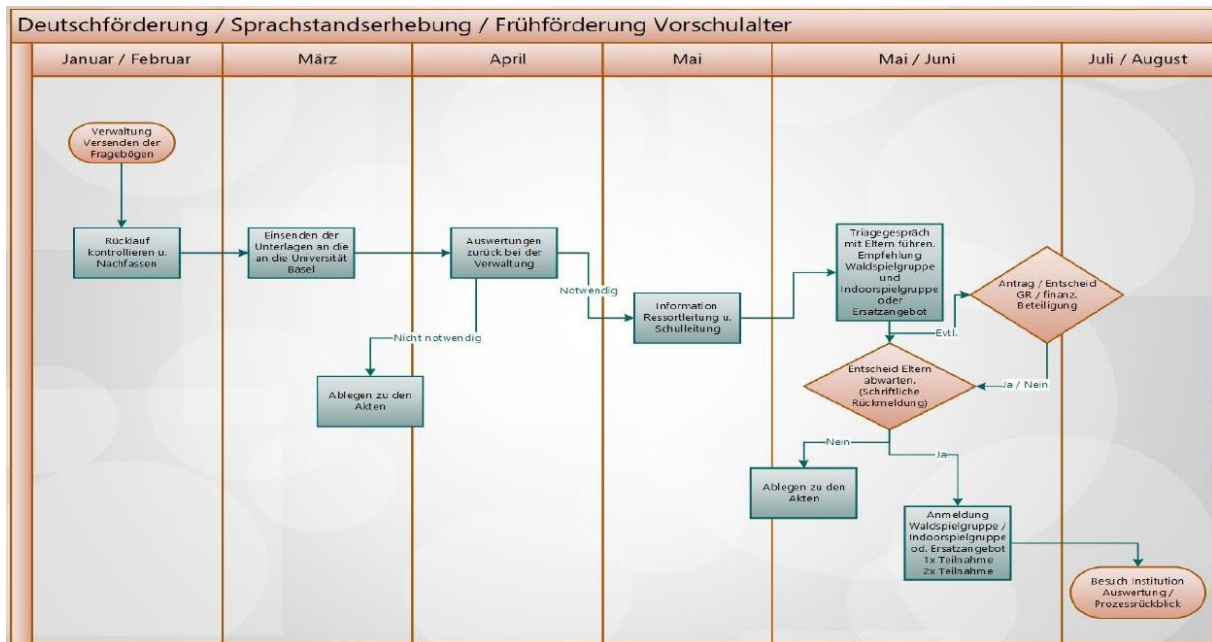 Deutschförderung / Sprachstandserhebung / Frühförderung Vorschulalter
Januar / Februar
März
April
Mai
Mai / Juni
Juli / August
Verwaltung
Versenden der
Fragebögen
Rücklauf
kontrollieren u.
Nachfassen
Einsenden der
Unterlagen an die
an die Universität
Basel
Auswertungen
zurück bei der
Verwaltung
Notwendig
Nicht notwendig
Ablegen zu den
Akten
Information
Ressortleitung u.
Schulleitung
Triagegespräch
mit Eltern führen.
Empfehlung
Waldspielgruppe
und
Indoorspielgruppe
oder
Ersatzangebot
Antrag / Entscheid
GR / finanz.
Beteiligung
Evtl.
Ja / Nein
Entscheid Eltern
abwarten.
(Schriftliche
Rückmeldung)
Nein
Ja
Ablegen zu den
Akten
Anmeldung
Waldspielgruppe /
Indoorspielgruppe
od. Ersatzangebot
1x Teilnahme
2x Teilnahme
Besuch Institution
Auswertung /
Prozessrückblick